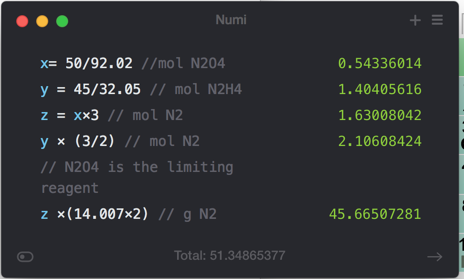 Numi
x= 50/92.02 //mol N2O4 0.54336014
y = 45/32.05 // mol N2H4 1.40405616
z = x×3 // mol N2 1.63008042
y × (3/2) // mol N2 2.10608424
// N2O4 is the limiting
reagent
z ×(14.007×2) // g N2 45.66507281
Total: 51.34865377